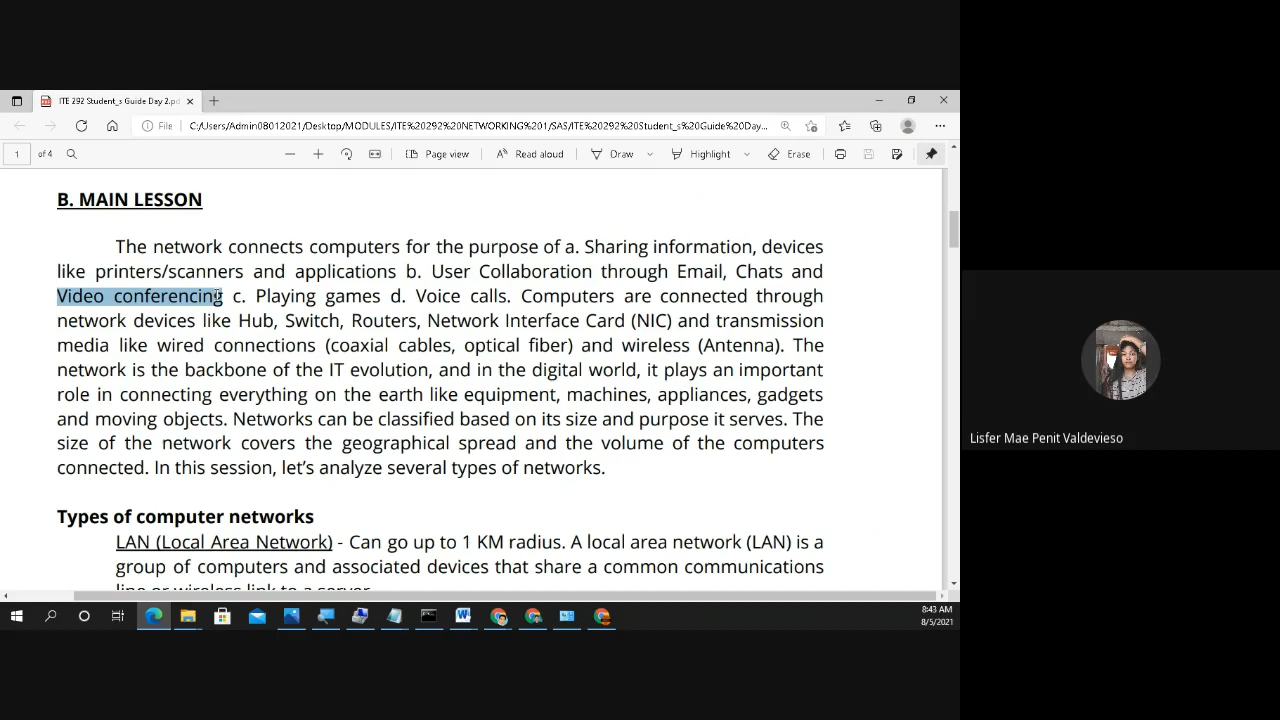 ITE 292 Student_s Guide Day 2.pd
File
C:/Users/Admin08012021/Desktop/MODULES/ITE%20292%20NETWORKING%201/SAS/ITE%20292%20Student_s%20Guide%20Day...
1 of 4
Page view
Read aloud
Draw
Highlight
Erase
B. MAIN LESSON
The network connects computers for the purpose of a. Sharing information, devices
like printers/scanners and applications b. User Collaboration through Email, Chats and
Video conferencing c. Playing games d. Voice calls. Computers are connected through
network devices like Hub, Switch, Routers, Network Interface Card (NIC) and transmission
media like wired connections (coaxial cables, optical fiber) and wireless (Antenna). The
network is the backbone of the IT evolution, and in the digital world, it plays an important
role in connecting everything on the earth like equipment, machines, appliances, gadgets
and moving objects. Networks can be classified based on its size and purpose it serves. The
size of the network covers the geographical spread and the volume of the computers
connected. In this session, let’s analyze several types of networks.
Types of computer networks
LAN (Local Area Network) - Can go up to 1 KM radius. A local area network (LAN) is a
group of computers and associated devices that share a common communications
line or wireless link to a server.
8:43 AM
8/5/2021
Lisfer Mae Penit Valdevieso